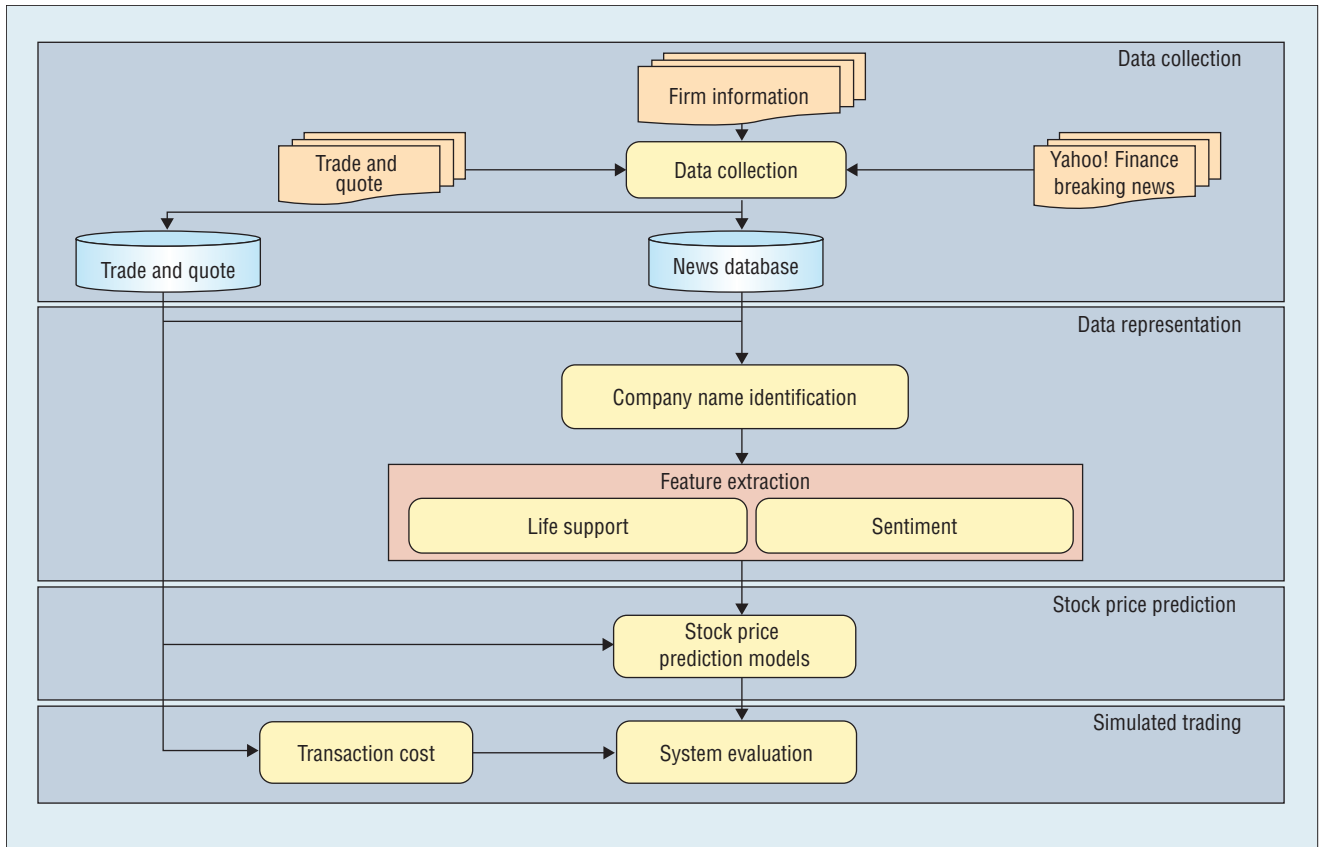 Data collection
Firm information
Trade and
quote
Data collection
Yahoo! Finance
breaking news
Trade and quote
News database
Data representation
Company name identification
Feature extraction
Life support
Sentiment
Stock price prediction
Stock price
prediction models
Simulated trading
Transaction cost
System evaluation